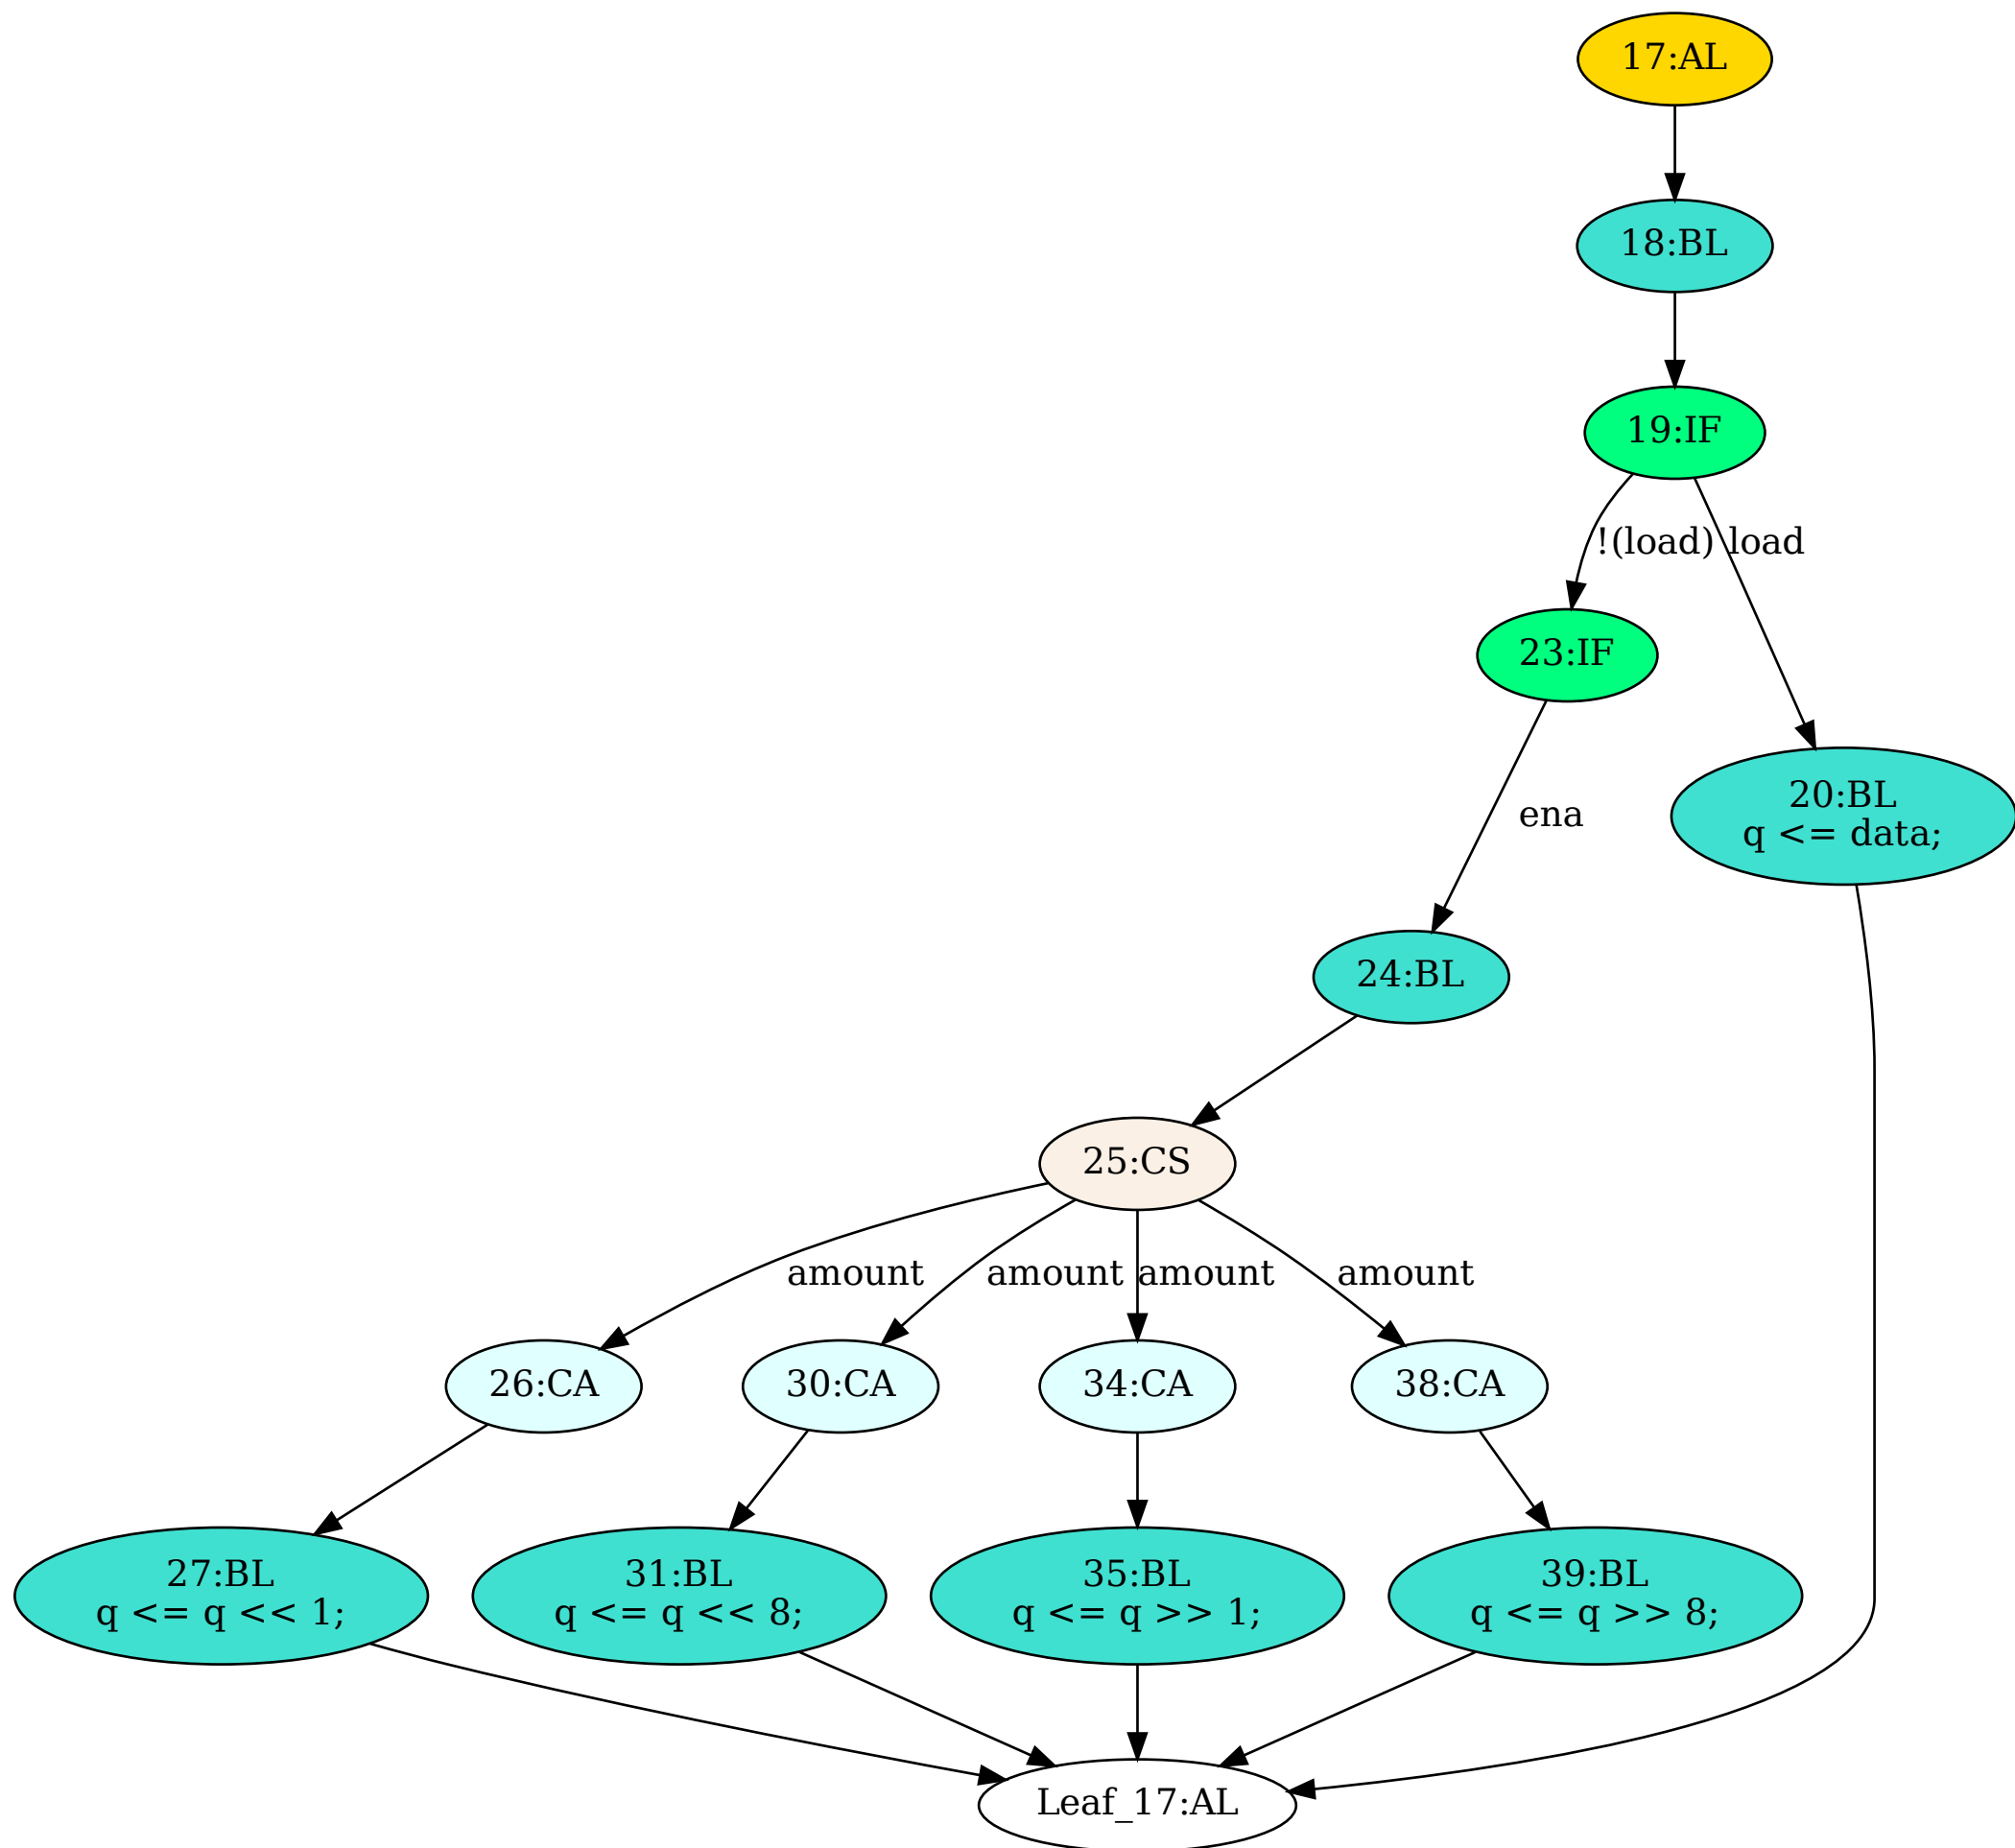 17:AL
18:BL
19:IF
!(load)
load
23:IF
20:BL
q <= data;
ena
24:BL
25:CS
amount
amount
amount
amount
26:CA
30:CA
34:CA
38:CA
27:BL
q <= q << 1;
31:BL
q <= q << 8;
35:BL
q <= q >> 1;
39:BL
q <= q >> 8;
Leaf_17:AL